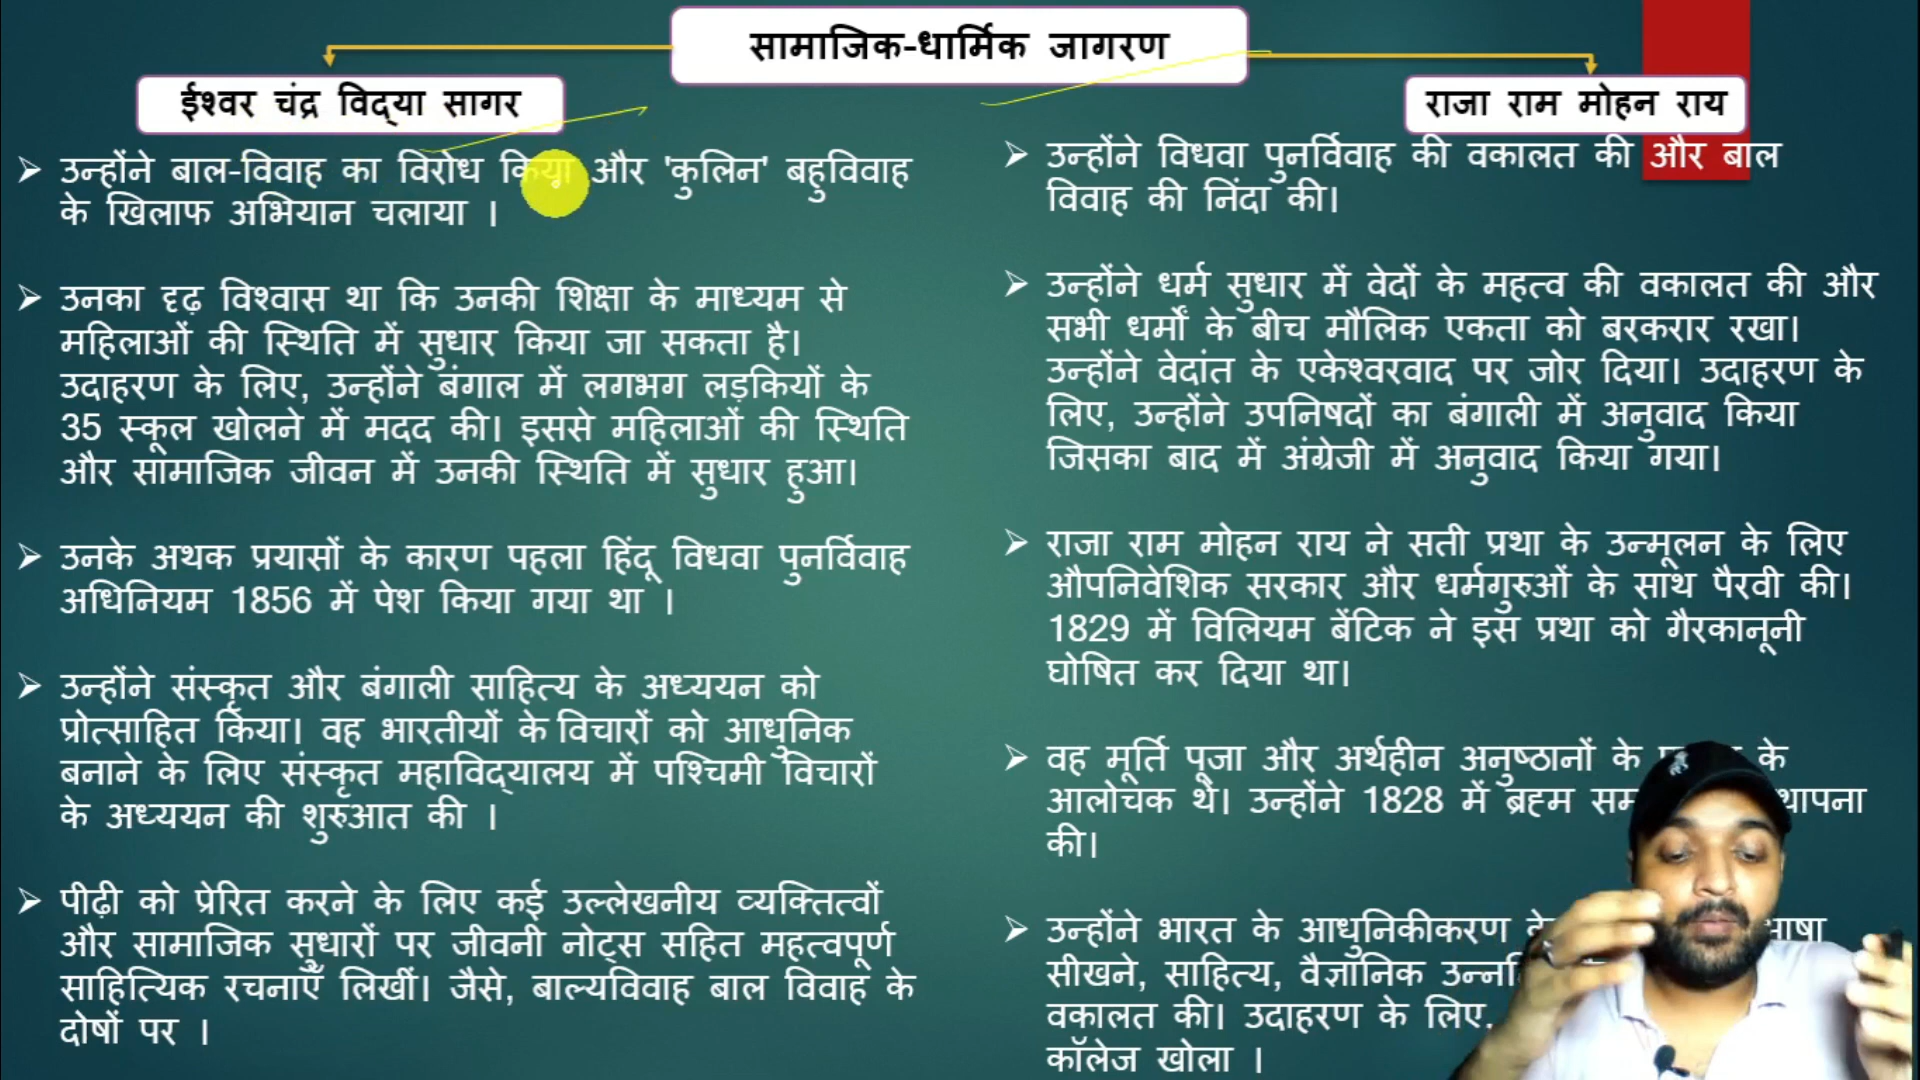 सामाजिक-धार्मिक जागरण
ईश्वर चंद्र विद्या सागर
उन्होंने बाल-विवाह का विरोध किया और 'कुलिन' बहुविवाह
के खिलाफ अभियान चलाया ।
उनका दृढ़ विश्वास था कि उनकी शिक्षा के माध्यम से
महिलाओं की स्थिति में सुधार किया जा सकता है।
उदाहरण के लिए, उन्होंने बंगाल में लगभग लड़कियों के
35 स्कूल खोलने में मदद की। इससे महिलाओं की स्थिति
और सामाजिक जीवन में उनकी स्थिति में सुधार हुआ।
उनके अथक प्रयासों के कारण पहला हिंदू विधवा पुनर्विवाह
अधिनियम 1856 में पेश किया गया था ।
उन्होंने संस्कृत और बंगाली साहित्य के अध्ययन को
प्रोत्साहित किया। वह भारतीयों के विचारों को आधुनिक
बनाने के लिए संस्कृत महाविद्यालय में पश्चिमी विचारों
के अध्ययन की शुरुआत की ।
पीढ़ी को प्रेरित करने के लिए कई उल्लेखनीय व्यक्तित्वों
और सामाजिक सुधारों पर जीवनी नोट्स सहित महत्वपूर्ण
साहित्यिक रचनाएँ लिखीं। जैसे, बाल्यविवाह बाल विवाह के
दोषों पर ।
राजा राम मोहन राय
उन्होंने विधवा पुनर्विवाह की वकालत की और बाल
विवाह की निंदा की।
उन्होंने धर्म सुधार में वेदों के महत्व की वकालत की और
सभी धर्मों के बीच मौलिक एकता को बरकरार रखा।
उन्होंने वेदांत के एकेश्वरवाद पर जोर दिया। उदाहरण के
लिए, उन्होंने उपनिषदों का बंगाली में अनुवाद किया
जिसका बाद में अंग्रेजी में अनुवाद किया गया।
राजा राम मोहन राय ने सती प्रथा के उन्मूलन के लिए
औपनिवेशिक सरकार और धर्मगुरुओं के साथ पैरवी की।
1829 में विलियम बेंटिक ने इस प्रथा को गैरकानूनी
घोषित कर दिया था।
वह मूर्ति पूजा और अर्थहीन अनुष्ठानों के के
आलोचक थे। उन्होंने 1828 में ब्रह्म
की।
उन्होंने भारत के आधुनिकीकरण
सीखने, साहित्य, वैज्ञानिक
वकालत की। उदाहरण के लिए,
कॉलेज खोला ।